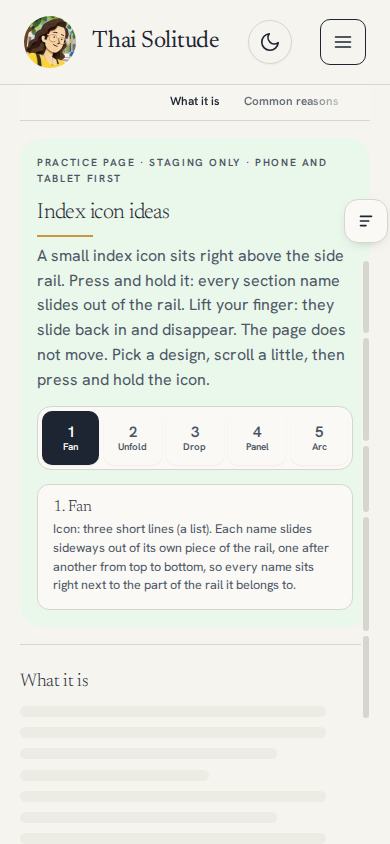 Thai Solitude
What it is
Common reasons
PRACTICE PAGE · STAGING ONLY · PHONE AND
TABLET FIRST
Index icon ideas
A small index icon sits right above the side
rail. Press and hold it: every section name
slides out of the rail. Lift your finger: they
slide back in and disappear. The page does
not move. Pick a design, scroll a little, then
press and hold the icon.
1
Fan
2
Unfold
3
Drop
4
Panel
5
Arc
1. Fan
Icon: three short lines (a list). Each name slides
sideways out of its own piece of the rail, one after
another from top to bottom, so every name sits
right next to the part of the rail it belongs to.
What it is